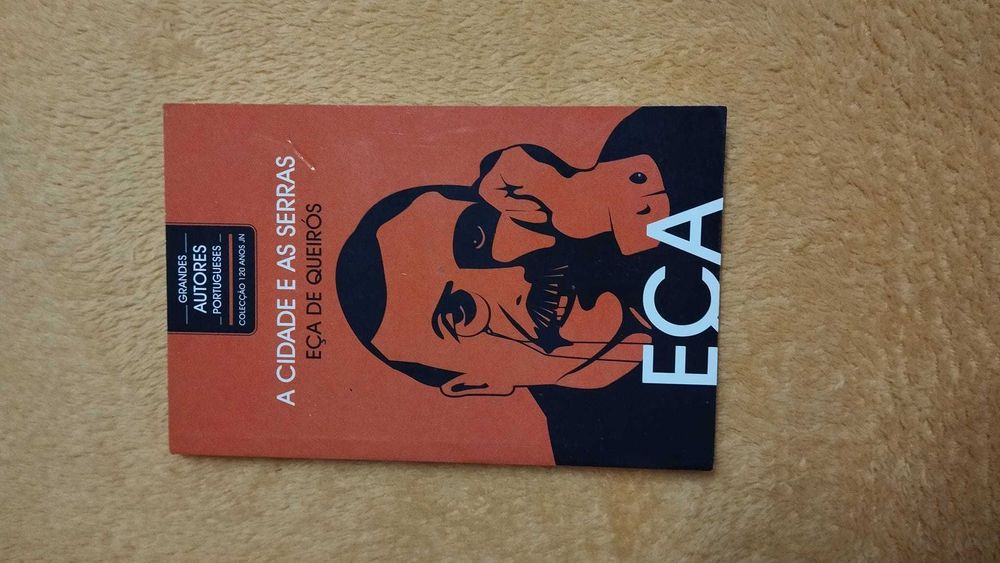 GRANDES
AUTORES
PORTUGUESES
COLECÇÃO 120 ANOS JN
A CIDADE E AS SERRAS
EÇA DE QUEIRÓS
EÇA